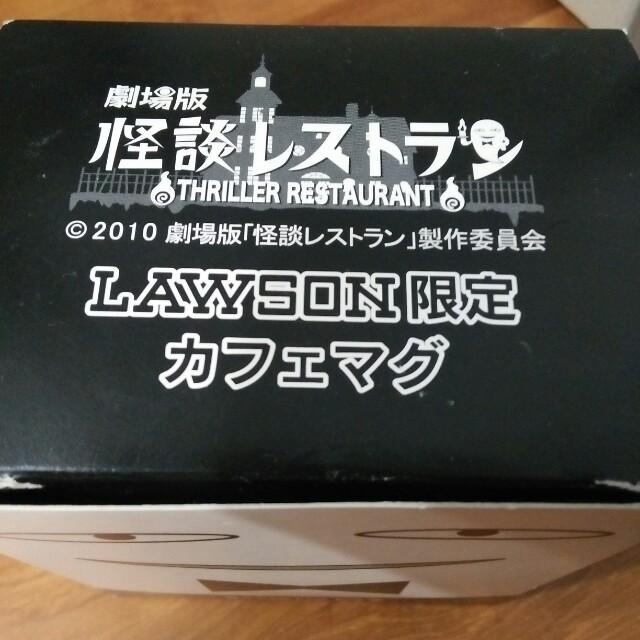 劇場版
怪談レストラン
THRILLER RESTAURANT
© 2010 劇場版「怪談レストラン」製作委員会
LAWSON限定
カフェマグ